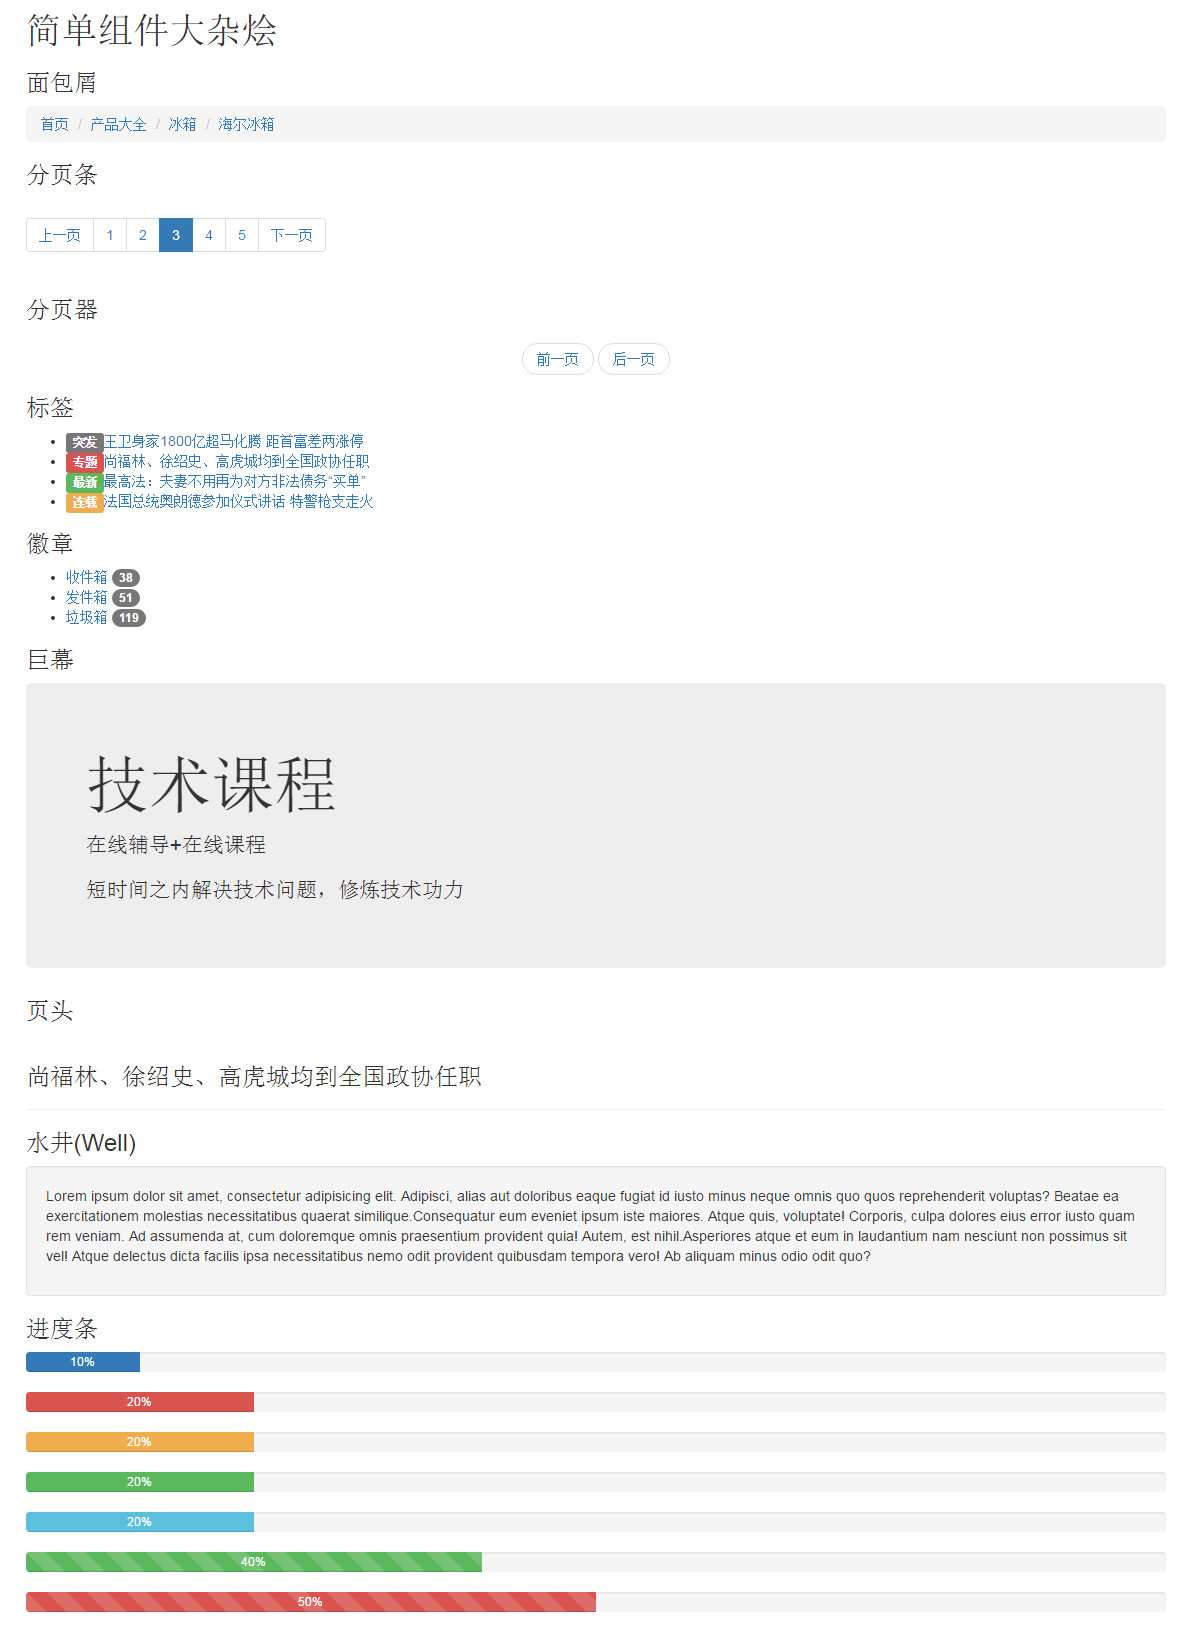 简单组件大杂烩
面包屑
首页 / 产品大全 / 冰箱 / 海尔冰箱
分页条
上一页 1 2 3 4 5 下一页
分页器
前一页 后一页
标签
突发王卫身家1800亿超马化腾 距首富差两涨停
专题尚福林、徐绍史、高虎城均到全国政协任职
最新最高法：夫妻不用再为对方非法债务“买单”
连载法国总统奥朗德参加仪式讲话 特警枪支走火
徽章
收件箱 38
发件箱 51
垃圾箱 119
巨幕
技术课程
在线辅导+在线课程
短时间之内解决技术问题，修炼技术功力
页头
尚福林、徐绍史、高虎城均到全国政协任职
水井(Well)
Lorem ipsum dolor sit amet, consectetur adipisicing elit. Adipisci, alias aut doloribus eaque fugiat id iusto minus neque omnis quo quos reprehenderit voluptas? Beatae ea
exercitationem molestias necessitatibus quaerat similique.Consequatur eum eveniet ipsum iste maiores. Atque quis, voluptate! Corporis, culpa dolores eius error iusto quam
rem veniam. Ad assumenda at, cum doloremque omnis praesentium provident quia! Autem, est nihil.Asperiores atque et eum in laudantium nam nesciunt non possimus sit
vel! Atque delectus dicta facilis ipsa necessitatibus nemo odit provident quibusdam tempora vero! Ab aliquam minus odio odit quo?
进度条
10%
20%
20%
20%
20%
40%
50%